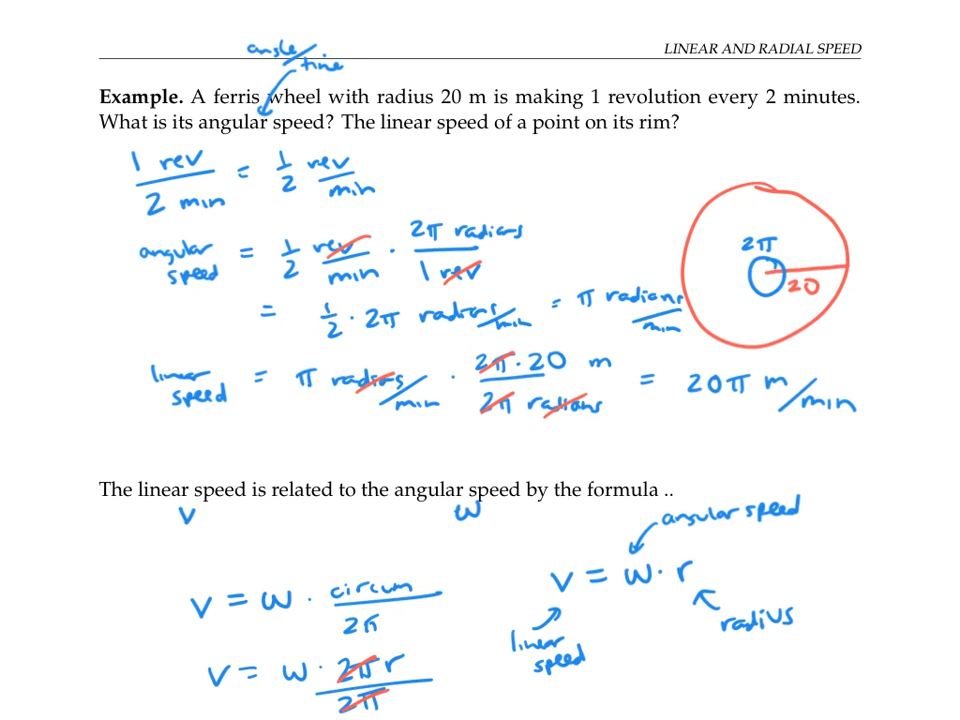 angle/time
LINEAR AND RADIAL SPEED
Example. A ferris wheel with radius 20 m is making 1 revolution every 2 minutes.
What is its angular speed? The linear speed of a point on its rim?
1 rev / 2 min = 1/2 rev/min
angular speed = 1/2 rev/min · 2π radians / 1 rev
= 1/2 · 2π radians/min = π radians/min
2π
20
linear speed = π radians/min · 2π · 20 m / 2π radians = 20π m/min
The linear speed is related to the angular speed by the formula ..
v
ω
angular speed
v = ω · r
radius
linear speed
v = ω · circum / 2π
v = ω · 2πr / 2π